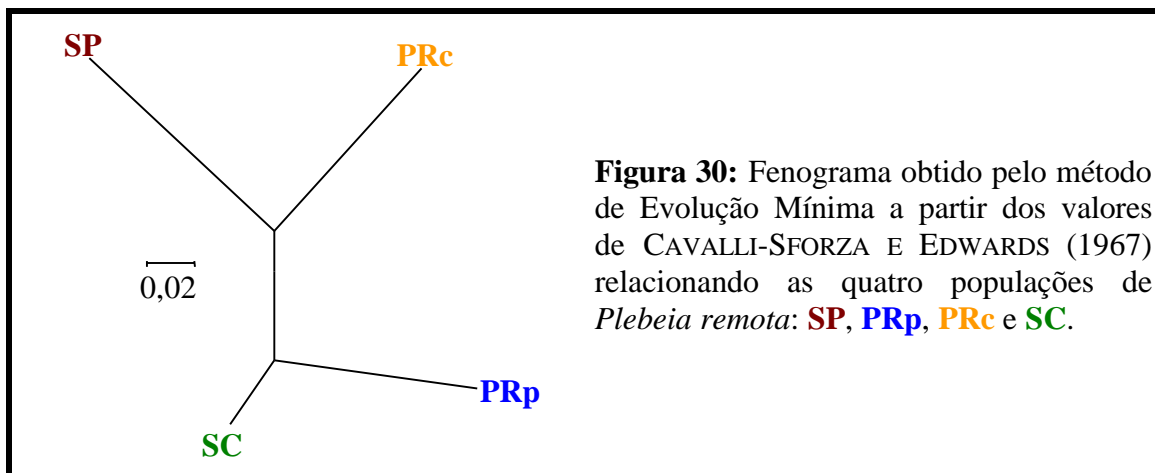 SP
PRc
0,02
PRp
SC
Figura 30: Fenograma obtido pelo método
de Evolução Mínima a partir dos valores
de CAVALLI-SFORZA E EDWARDS (1967)
relacionando as quatro populações de
Plebeia remota: SP, PRp, PRc e SC.